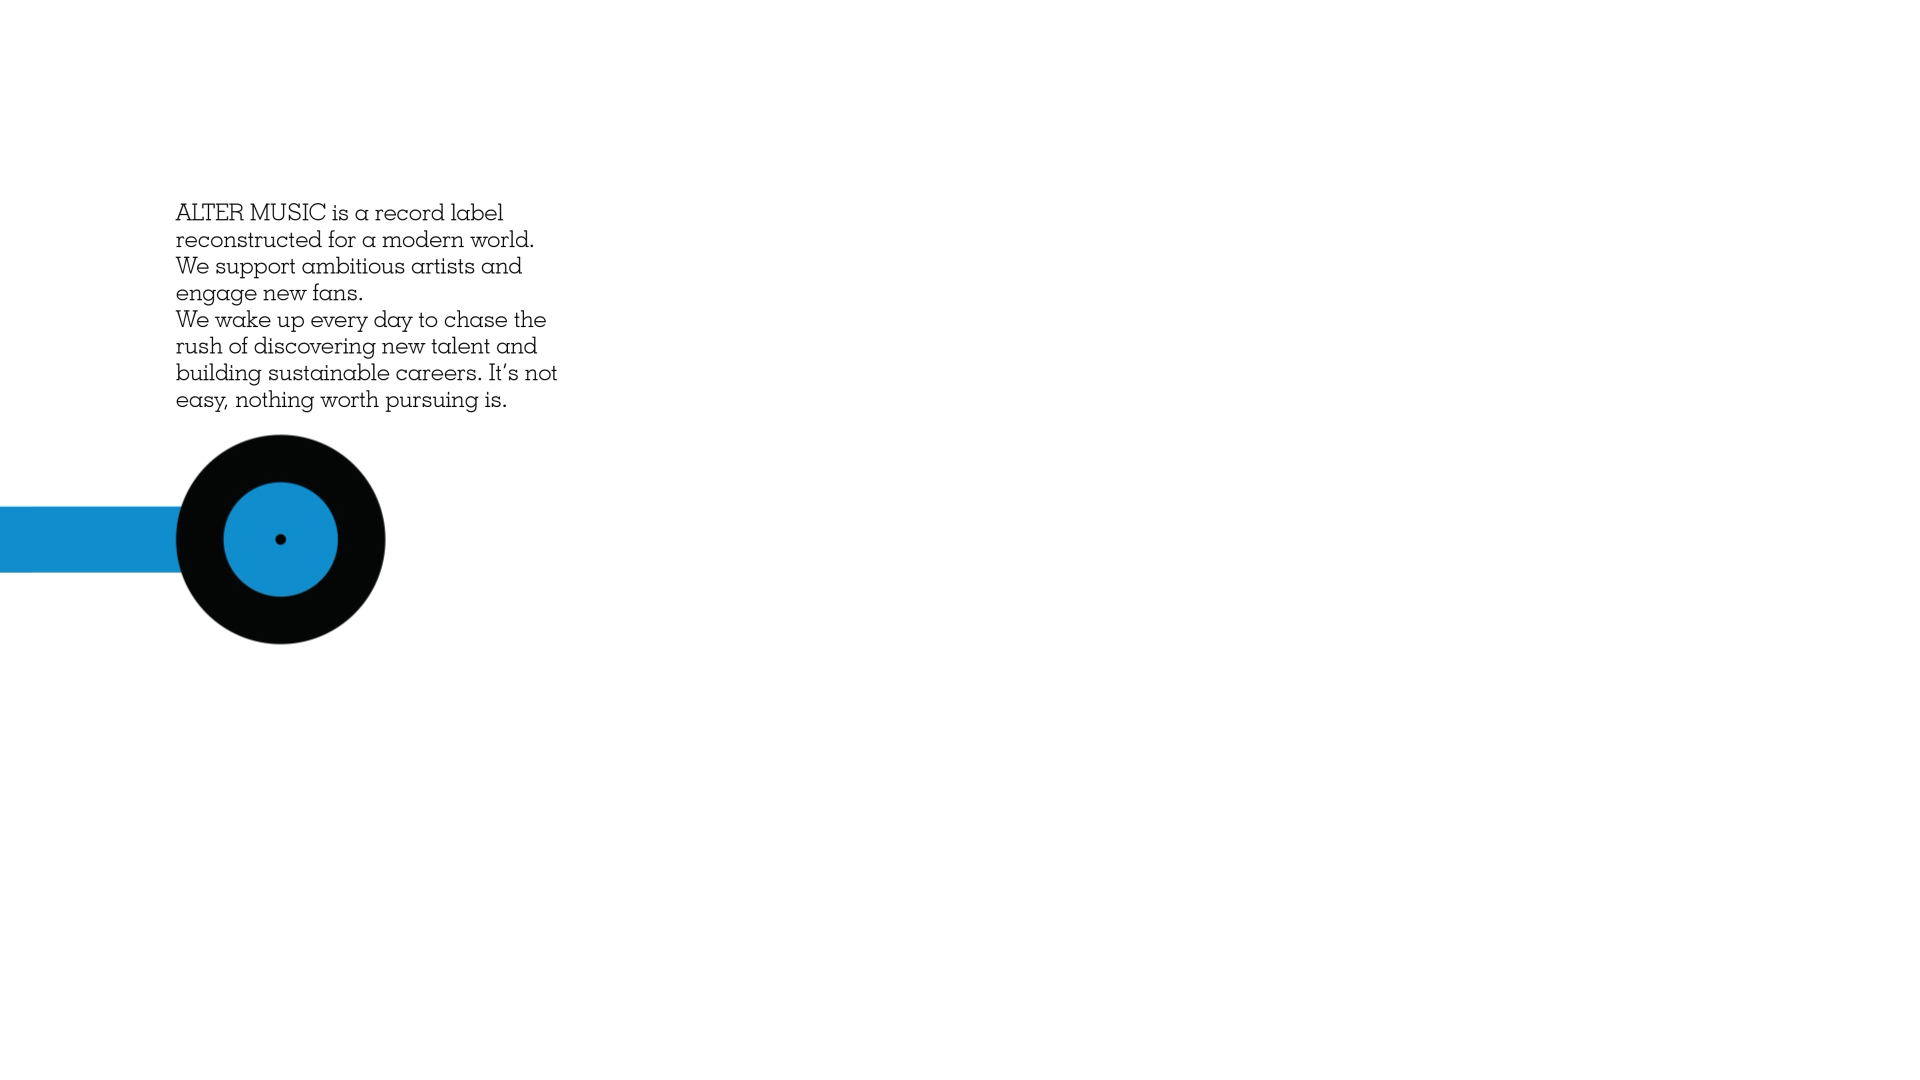 ALTER MUSIC is a record label
reconstructed for a modern world.
We support ambitious artists and
engage new fans.
We wake up every day to chase the
rush of discovering new talent and
building sustainable careers. It’s not
easy, nothing worth pursuing is.